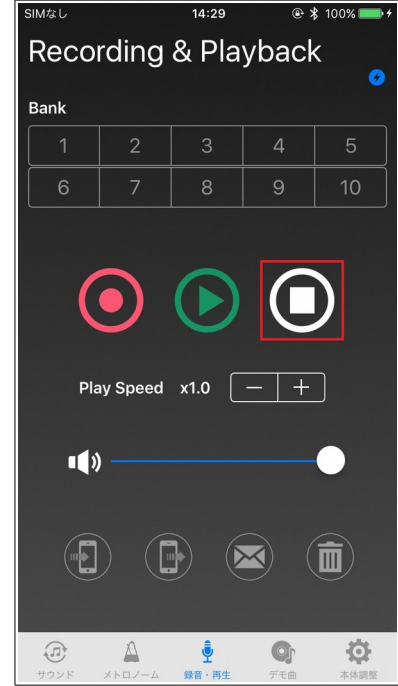 SIMなし 14:29 100%
Recording & Playback
Bank
1 2 3 4 5
6 7 8 9 10
Play Speed x1.0 − +
サウンド メトロノーム 録音・再生 デモ曲 本体調整